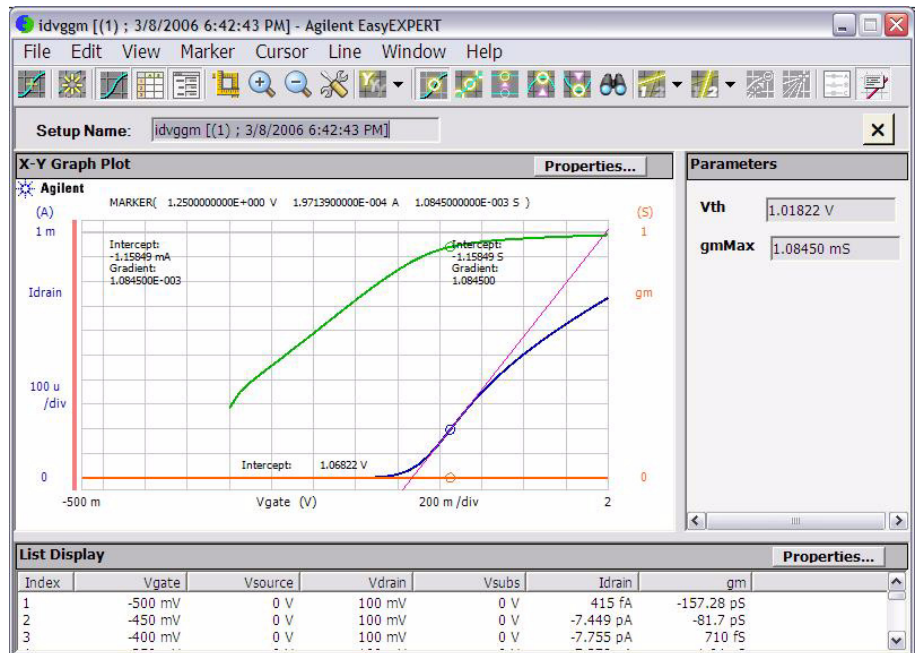 idvggm [(1) ; 3/8/2006 6:42:43 PM] - Agilent EasyEXPERT
File Edit View Marker Cursor Line Window Help
Setup Name: idvggm [(1) ; 3/8/2006 6:42:43 PM]
X-Y Graph Plot Properties...
Agilent
MARKER( 1.2500000000E+000 V 1.9713900000E-004 A 1.0845000000E-003 S )
(A) (S)
1 m 1
Intercept:
-1.15849 mA
Gradient:
1.084500E-003
Intercept:
-1.15849 S
Gradient:
1.084500
Idrain gm
100 u
/div
Intercept: 1.06822 V
0 0
-500 m Vgate (V) 200 m /div 2
Parameters
Vth 1.01822 V
gmMax 1.08450 mS
List Display Properties...
Index Vgate Vsource Vdrain Vsubs Idrain gm
1 -500 mV 0 V 100 mV 0 V 415 fA -157.28 pS
2 -450 mV 0 V 100 mV 0 V -7.449 pA -81.7 pS
3 -400 mV 0 V 100 mV 0 V -7.755 pA 710 fS